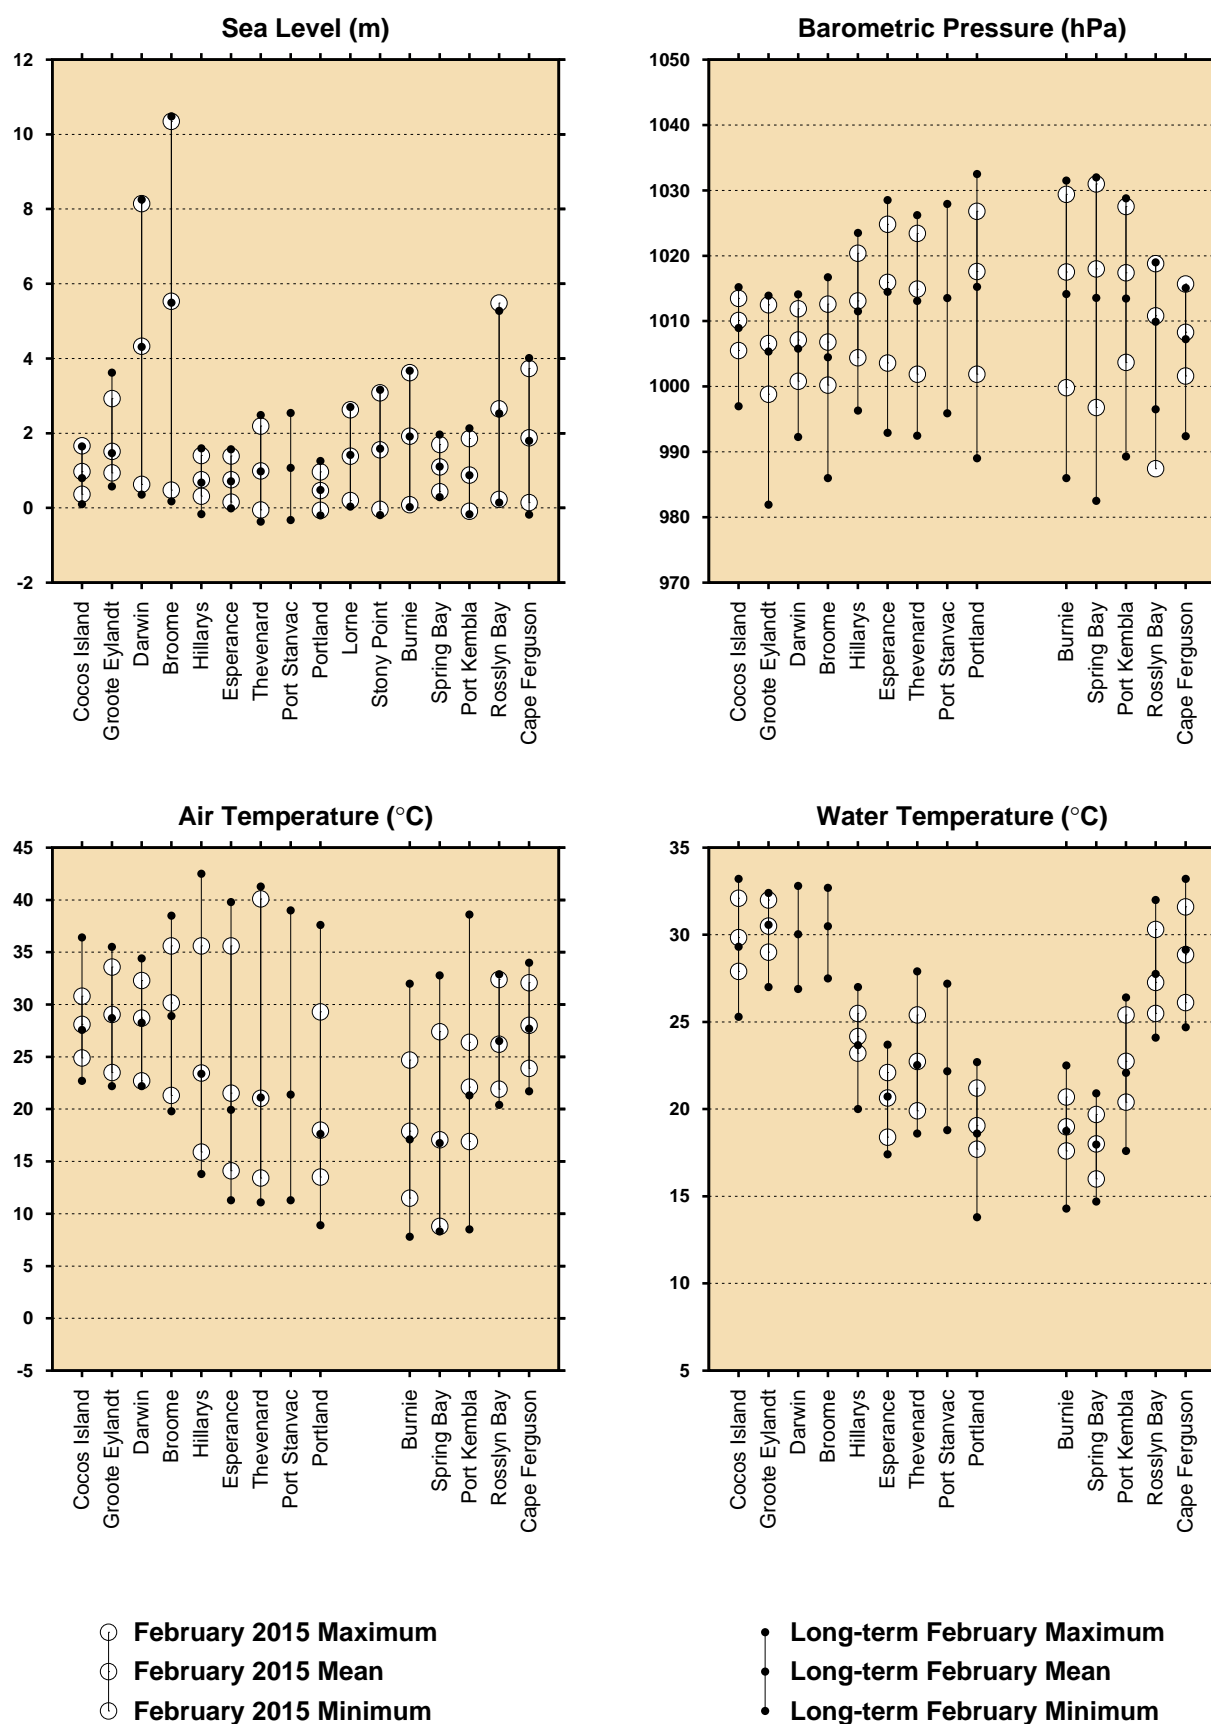 Sea Level (m)
12
10
8
6
4
2
0
-2
Cocos Island
Groote Eylandt
Darwin
Broome
Hillarys
Esperance
Thevenard
Port Stanvac
Portland
Lorne
Stony Point
Burnie
Spring Bay
Port Kembla
Rosslyn Bay
Cape Ferguson
Barometric Pressure (hPa)
1050
1040
1030
1020
1010
1000
990
980
970
Cocos Island
Groote Eylandt
Darwin
Broome
Hillarys
Esperance
Thevenard
Port Stanvac
Portland
Burnie
Spring Bay
Port Kembla
Rosslyn Bay
Cape Ferguson
Air Temperature (°C)
45
40
35
30
25
20
15
10
5
0
-5
Cocos Island
Groote Eylandt
Darwin
Broome
Hillarys
Esperance
Thevenard
Port Stanvac
Portland
Burnie
Spring Bay
Port Kembla
Rosslyn Bay
Cape Ferguson
Water Temperature (°C)
35
30
25
20
15
10
5
Cocos Island
Groote Eylandt
Darwin
Broome
Hillarys
Esperance
Thevenard
Port Stanvac
Portland
Burnie
Spring Bay
Port Kembla
Rosslyn Bay
Cape Ferguson
February 2015 Maximum
February 2015 Mean
February 2015 Minimum
Long-term February Maximum
Long-term February Mean
Long-term February Minimum